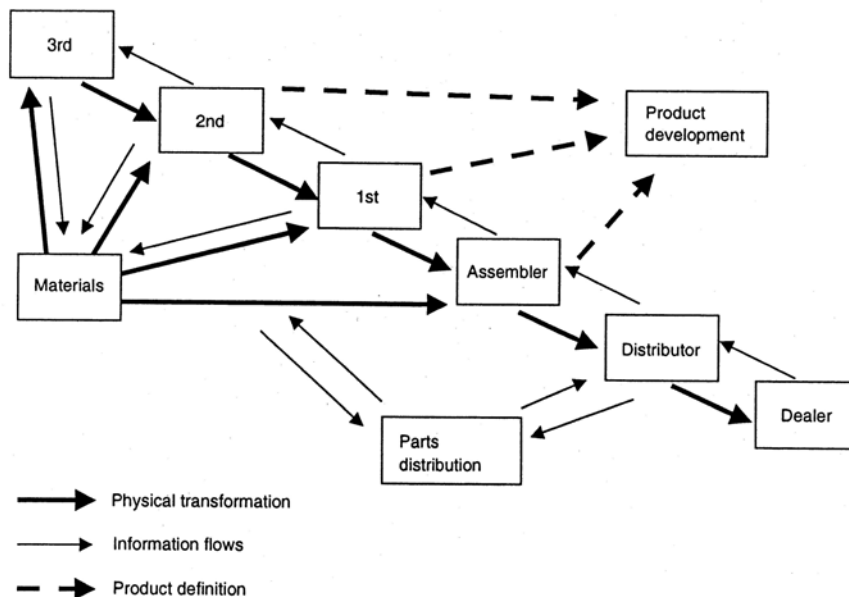 3rd
2nd
Product
development
1st
Materials
Assembler
Distributor
Dealer
Parts
distribution
Physical transformation
Information flows
Product definition